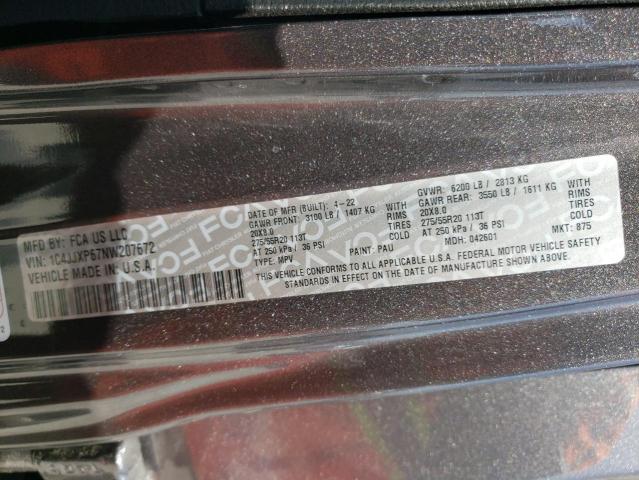 MFD BY: FCA US LLC
VIN: 1C4JJXP67NW207672
VEHICLE MADE IN U.S.A.
DATE OF MFR (BUILT): 4-22
GAWR FRONT: 3100 LB / 1407 KG
WITH
20X8.0
RIMS
275/55R20 113T
TIRES
AT 250 kPa / 36 PSI
COLD
TYPE: MPV
PAINT: PAU
GVWR: 6200 LB / 2813 KG
GAWR REAR: 3550 LB / 1611 KG
WITH
20X8.0
RIMS
275/55R20 113T
TIRES
AT 250 kPa / 36 PSI
COLD
MDH: 042601
MKT: 875
THIS VEHICLE CONFORMS TO ALL APPLICABLE U.S.A. FEDERAL MOTOR VEHICLE SAFETY
STANDARDS IN EFFECT ON THE DATE OF MANUFACTURE SHOWN ABOVE.